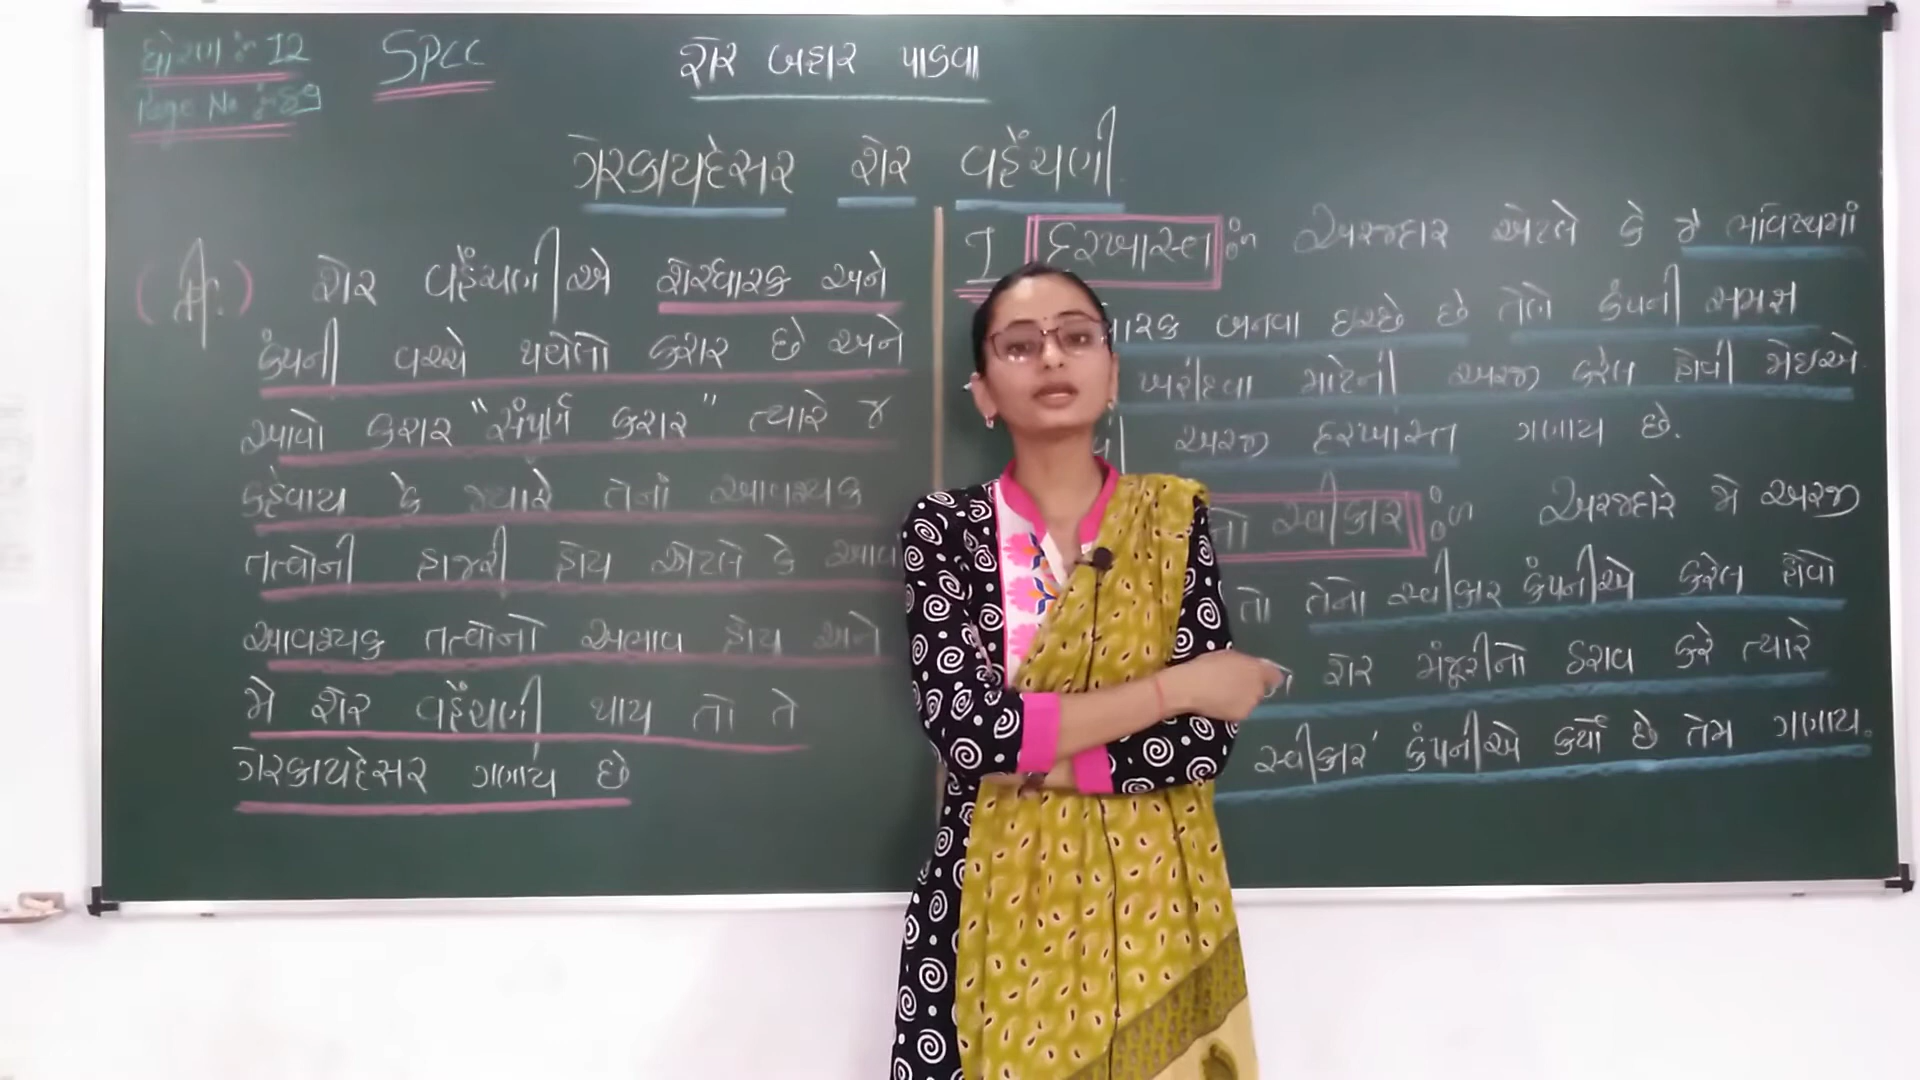 ધોરણ :- 12
SPCC
શેર બહાર પાડવા
Page No :- 89
ગેરકાયદેસર શેર વહેંચણી
(A.) શેર વહેંચણી એ શેરધારક અને
કંપની વચ્ચે થયેલો કરાર છે અને
આવો કરાર "સંપૂર્ણ કરાર" ત્યારે જ
કહેવાય કે જ્યારે તેનાં આવશ્યક
તત્વોની હાજરી હોય એટલે કે આવ
આવશ્યક તત્વોનો અભાવ હોય અને
જો શેર વહેંચણી થાય તો તે
ગેરકાયદેસર ગણાય છે
1 દરખાસ્ત :- અરજદાર એટલે કે જે ભવિષ્યમાં
ારક બનવા ઇચ્છે છે તેણે કંપની સમક્ષ
ખરીદવા માટેની અરજી કરેલ હોવી જોઇએ.
અરજી દરખાસ્ત ગણાય છે.
નો સ્વીકાર :- અરજદારે જે અરજી
તો તેનો સ્વીકાર કંપનીએ કરેલ હોવો
શેર મંજૂરીનો ઠરાવ કરે ત્યારે
સ્વીકાર' કંપનીએ કર્યો છે તેમ ગણાય.